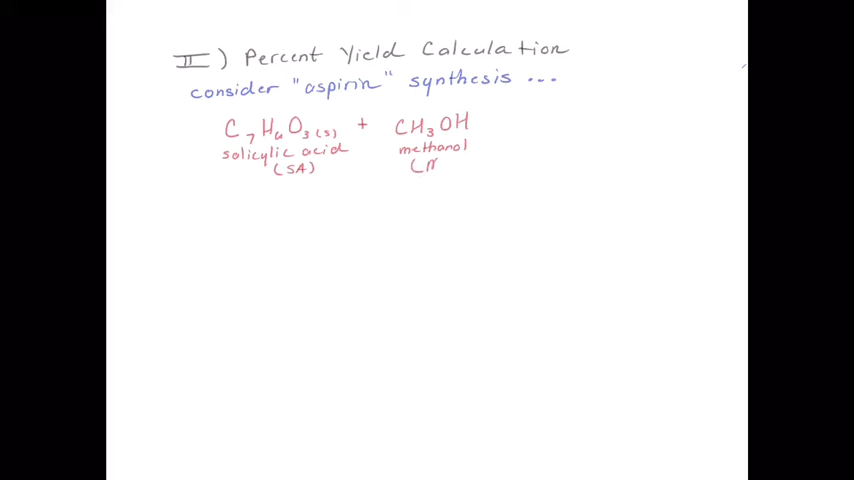 II) Percent Yield Calculation
consider "aspirin" synthesis ...
C₇H₆O₃(s) + CH₃OH
salicylic acid methanol
(SA) (M